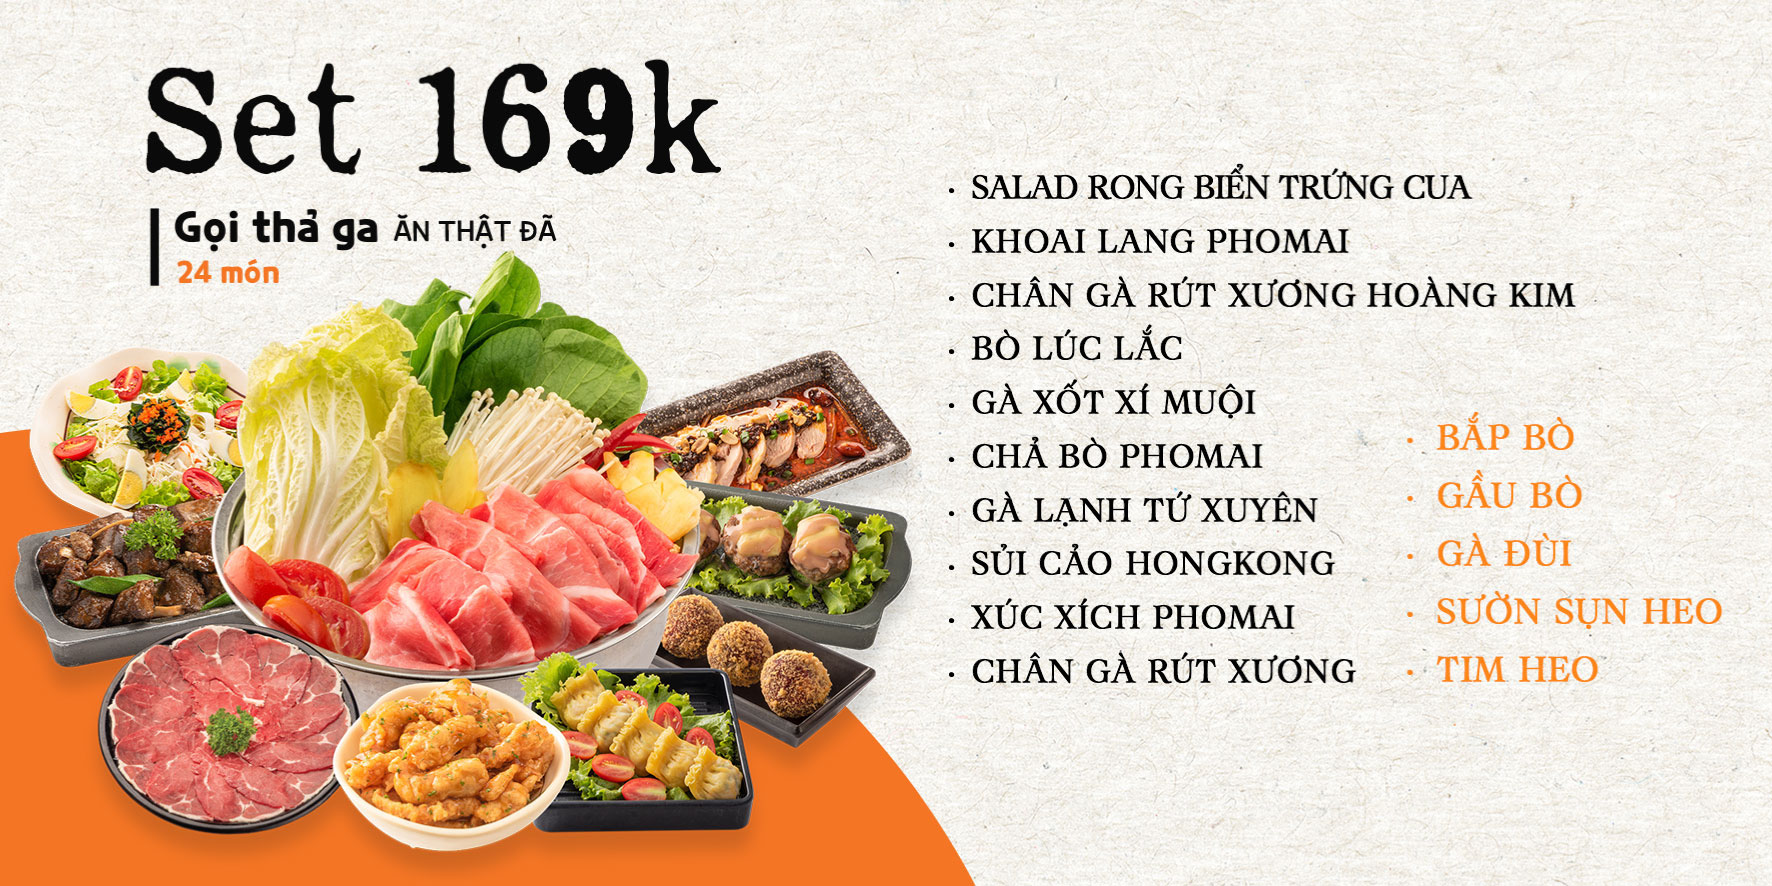 Set 169k
Gọi thả ga ĂN THẬT ĐÃ
24 món
· SALAD RONG BIỂN TRỨNG CUA
· KHOAI LANG PHOMAI
· CHÂN GÀ RÚT XƯƠNG HOÀNG KIM
· BÒ LÚC LẮC
· GÀ XỐT XÍ MUỘI
· CHẢ BÒ PHOMAI
· GÀ LẠNH TỨ XUYÊN
· SỦI CẢO HONGKONG
· XÚC XÍCH PHOMAI
· CHÂN GÀ RÚT XƯƠNG
· BẮP BÒ
· GẦU BÒ
· GÀ ĐÙI
· SƯỜN SỤN HEO
· TIM HEO